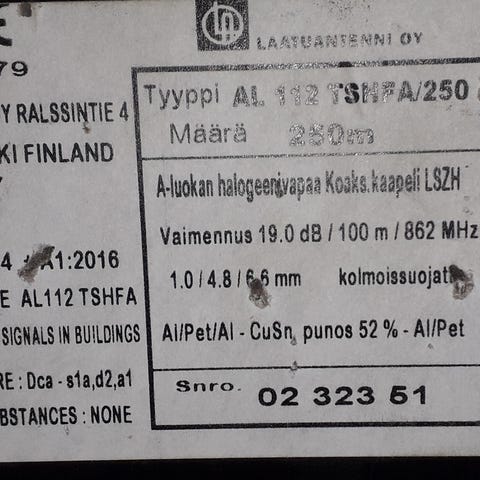 LAATUANTENNI OY
79
Y RALSSINTIE 4
KI FINLAND
4 A1:2016
E AL112 TSHFA
SIGNALS IN BUILDINGS
RE : Dca - s1a,d2,a1
BSTANCES : NONE
Tyyppi AL 112 TSHFA/250
Määrä 250m
A-luokan halogeenivapaa Koaks.kaapeli LSZH
Vaimennus 19.0 dB / 100 m / 862 MHz
1.0 / 4.8 / 6.6 mm kolmoissuojat
Al/Pet/Al - CuSn, punos 52 % - Al/Pet
Snro. 02 323 51